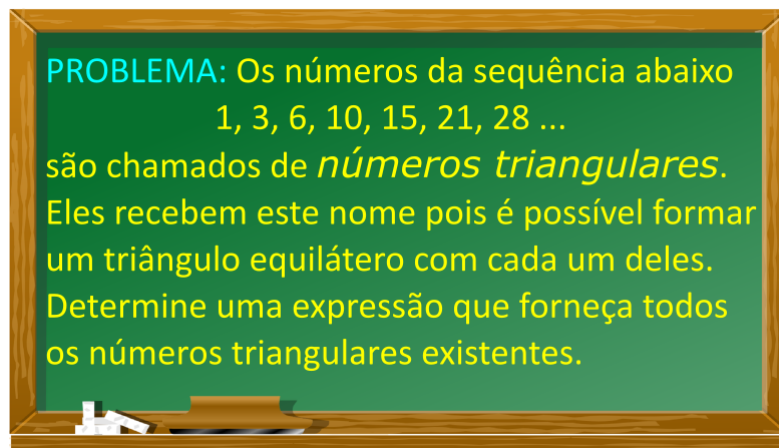 PROBLEMA: Os números da sequência abaixo
1, 3, 6, 10, 15, 21, 28 ...
são chamados de números triangulares.
Eles recebem este nome pois é possível formar
um triângulo equilátero com cada um deles.
Determine uma expressão que forneça todos
os números triangulares existentes.